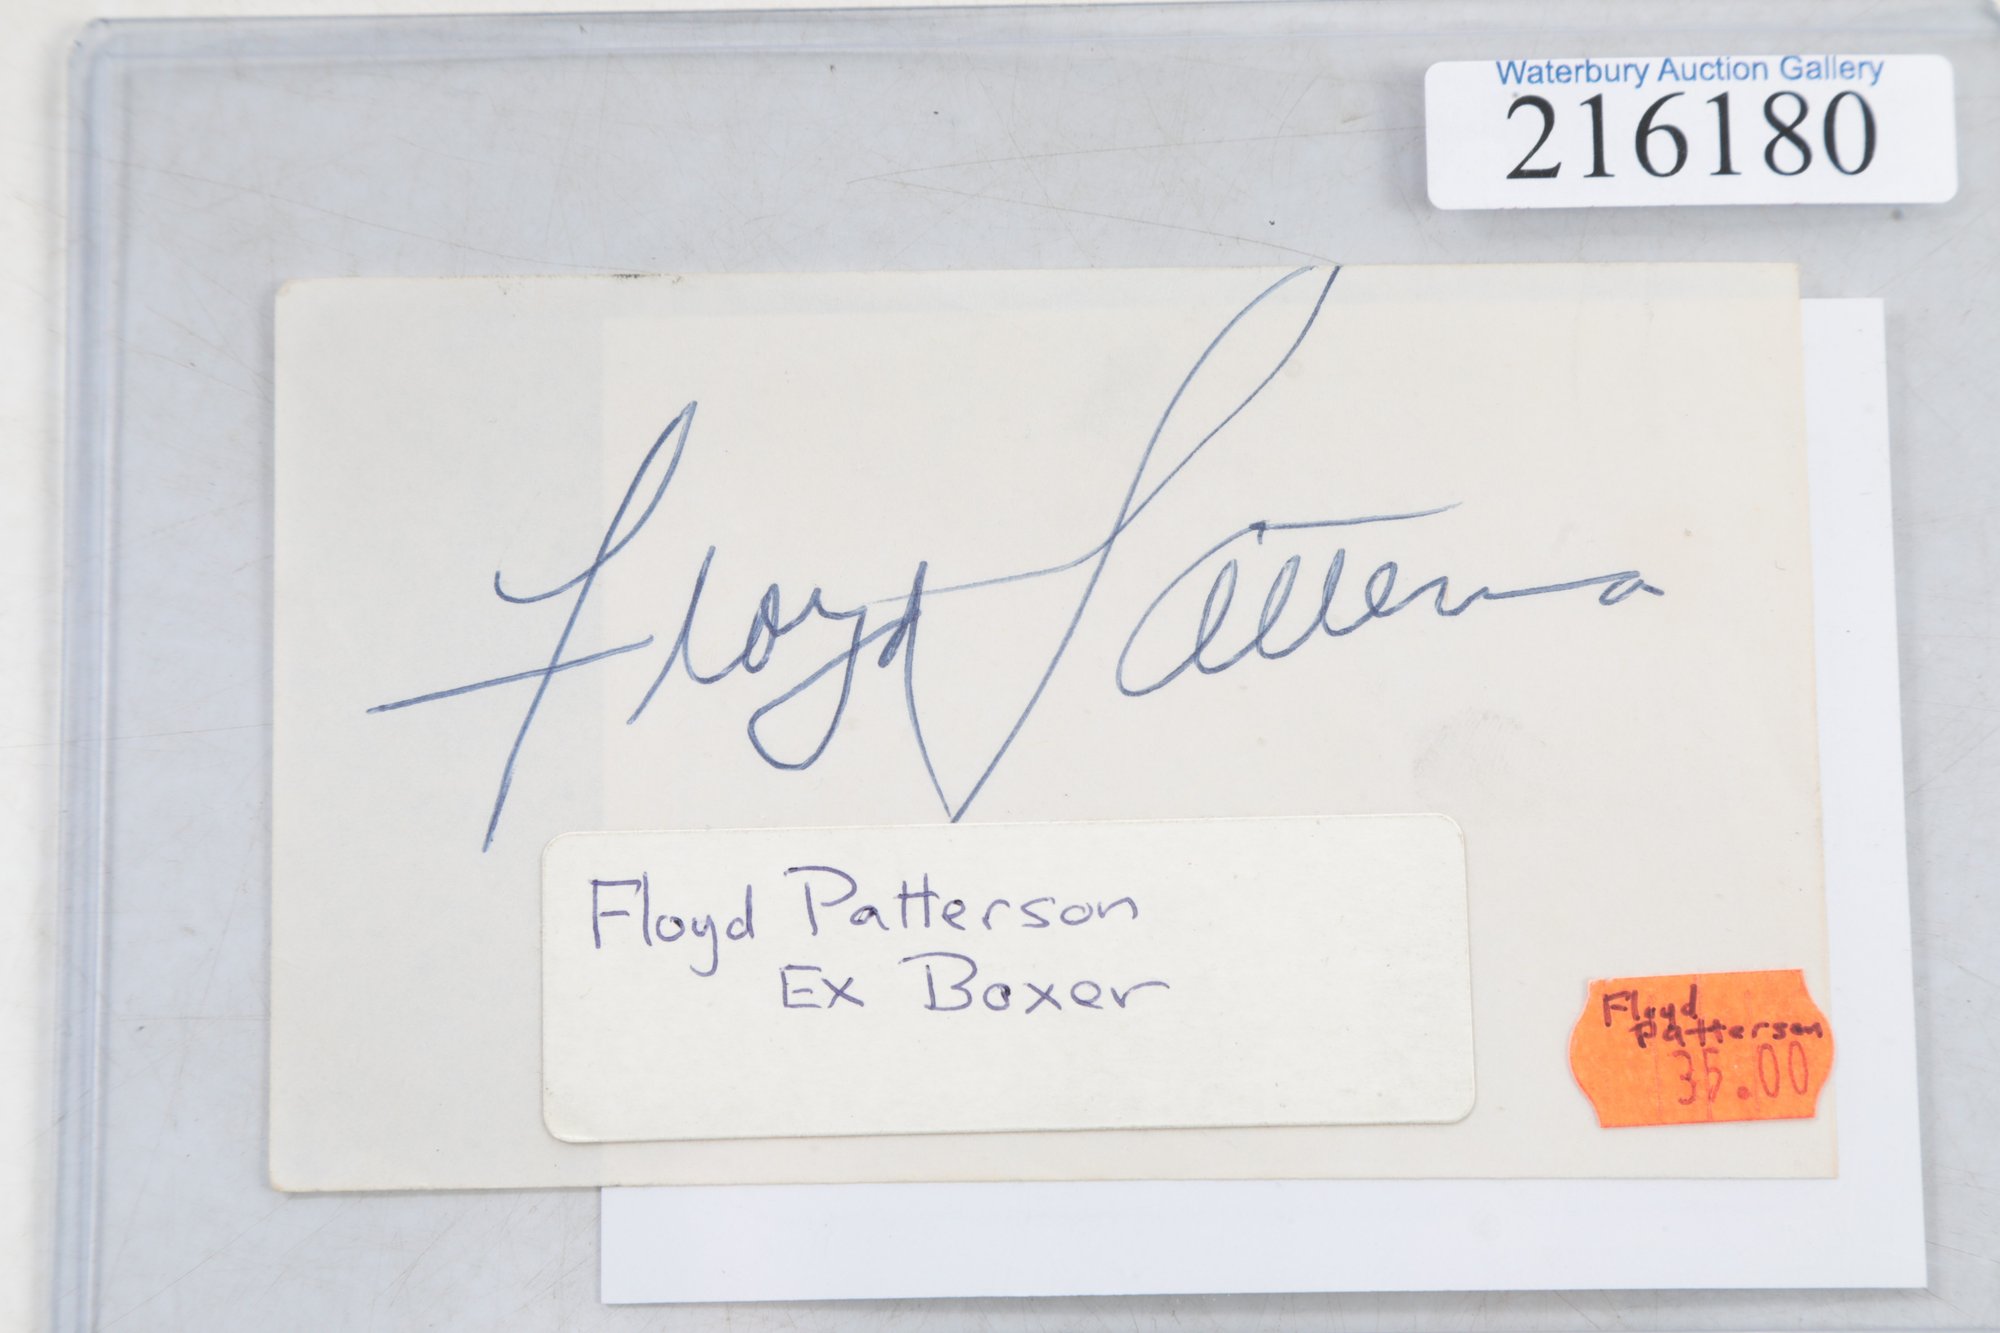 Waterbury Auction Gallery
216180
Floyd Patterson
Floyd Patterson
Ex Boxer
Floyd
Patterson
35.00